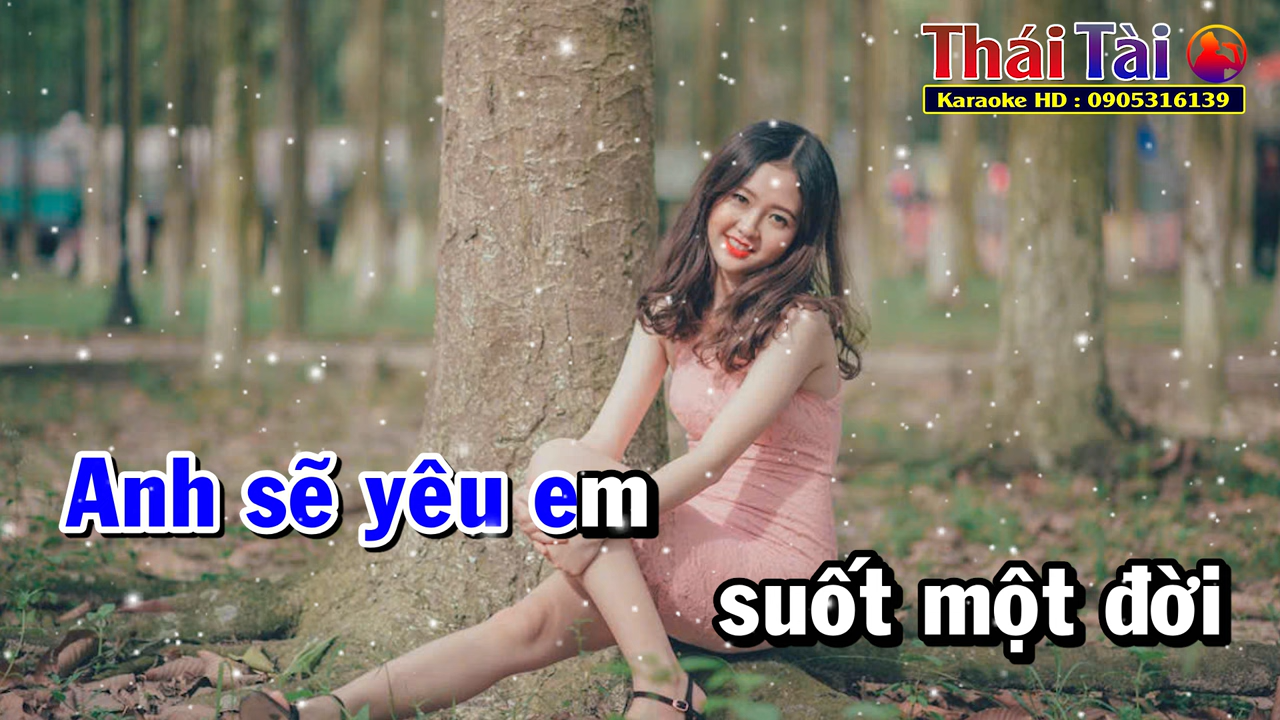 Thái Tài
Karaoke HD : 0905316139
Anh sẽ yêu em
suốt một đời